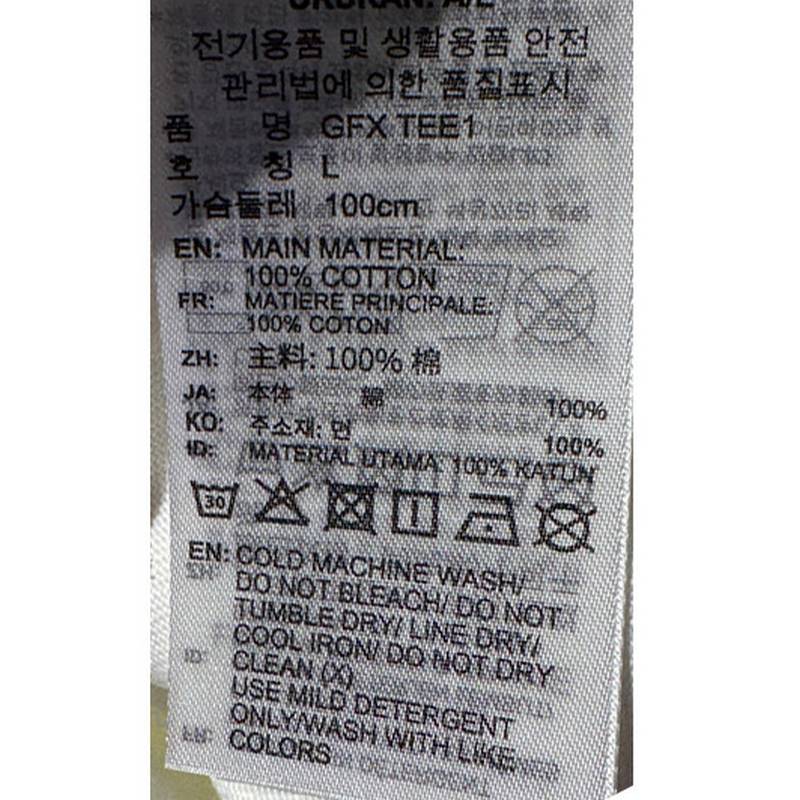 UKURAN: A/L
전기용품 및 생활용품 안전
관리법에 의한 품질표시
품 명 GFX TEE1
호 칭 L
가슴둘레 100cm
EN: MAIN MATERIAL:
100% COTTON
FR: MATIERE PRINCIPALE:
100% COTON
ZH: 主料: 100% 棉
JA: 本体 綿 100%
KO: 주소재: 면 100%
ID: MATERIAL UTAMA: 100% KATUN
30
EN: COLD MACHINE WASH/
DO NOT BLEACH/ DO NOT
TUMBLE DRY/ LINE DRY/
COOL IRON/ DO NOT DRY
CLEAN (X)
USE MILD DETERGENT
ONLY/WASH WITH LIKE
COLORS